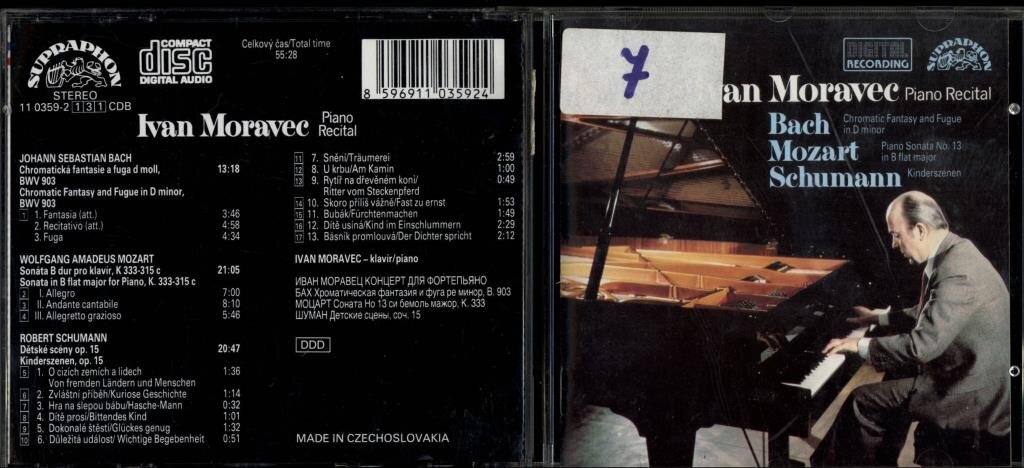 SUPRAPHON
STEREO
11 0359-2 131 CDB
COMPACT
disc
DIGITAL AUDIO
Celkový čas/Total time
55:28
8 596911 035924
Ivan Moravec Piano Recital
JOHANN SEBASTIAN BACH
Chromatická fantasie a fuga d moll, 13:18
BWV 903
Chromatic Fantasy and Fugue in D minor,
BWV 903
1 1. Fantasia (att.) 3:46
2. Recitativo (att.) 4:58
3. Fuga 4:34
WOLFGANG AMADEUS MOZART
Sonáta B dur pro klavír, K 333-315 c 21:05
Sonata in B flat major for Piano, K. 333-315 c
2 I. Allegro 7:00
3 II. Andante cantabile 8:10
4 III. Allegretto grazioso 5:46
ROBERT SCHUMANN
Dětské scény op. 15 20:47
Kinderszenen, op. 15
5 1. O cizích zemích a lidech 1:36
Von fremden Ländern und Menschen
6 2. Zvláštní příběh/Kuriose Geschichte 1:14
7 3. Hra na slepou bábu/Hasche-Mann 0:32
8 4. Dítě prosí/Bittendes Kind 1:01
9 5. Dokonalé štěstí/Glückes genug 1:32
10 6. Důležitá událost/ Wichtige Begebenheit 0:51
11 7. Snění/Träumerei 2:59
12 8. U krbu/Am Kamin 1:00
13 9. Rytíř na dřevěném koni/ 0:49
Ritter vom Steckenpferd
14 10. Skoro příliš vážně/Fast zu ernst 1:53
15 11. Bubák/Fürchtenmachen 1:49
16 12. Dítě usíná/Kind im Einschlummern 2:29
17 13. Básník promlouvá/Der Dichter spricht 2:12
IVAN MORAVEC – klavír/piano
ИВАН МОРАВЕЦ КОНЦЕРТ ДЛЯ ФОРТЕПЬЯНО
БАХ Хроматическая фантазия и фуга ре минор, В. 903
МОЦАРТ Соната Но 13 си бемоль мажор, К. 333
ШУМАН Детские сцены, соч. 15
DDD
MADE IN CZECHOSLOVAKIA
7
DIGITAL
RECORDING
SUPRAPHON
Ivan Moravec Piano Recital
Bach Chromatic Fantasy and Fugue
in D minor
Mozart Piano Sonata No. 13
in B flat major
Schumann Kinderszenen